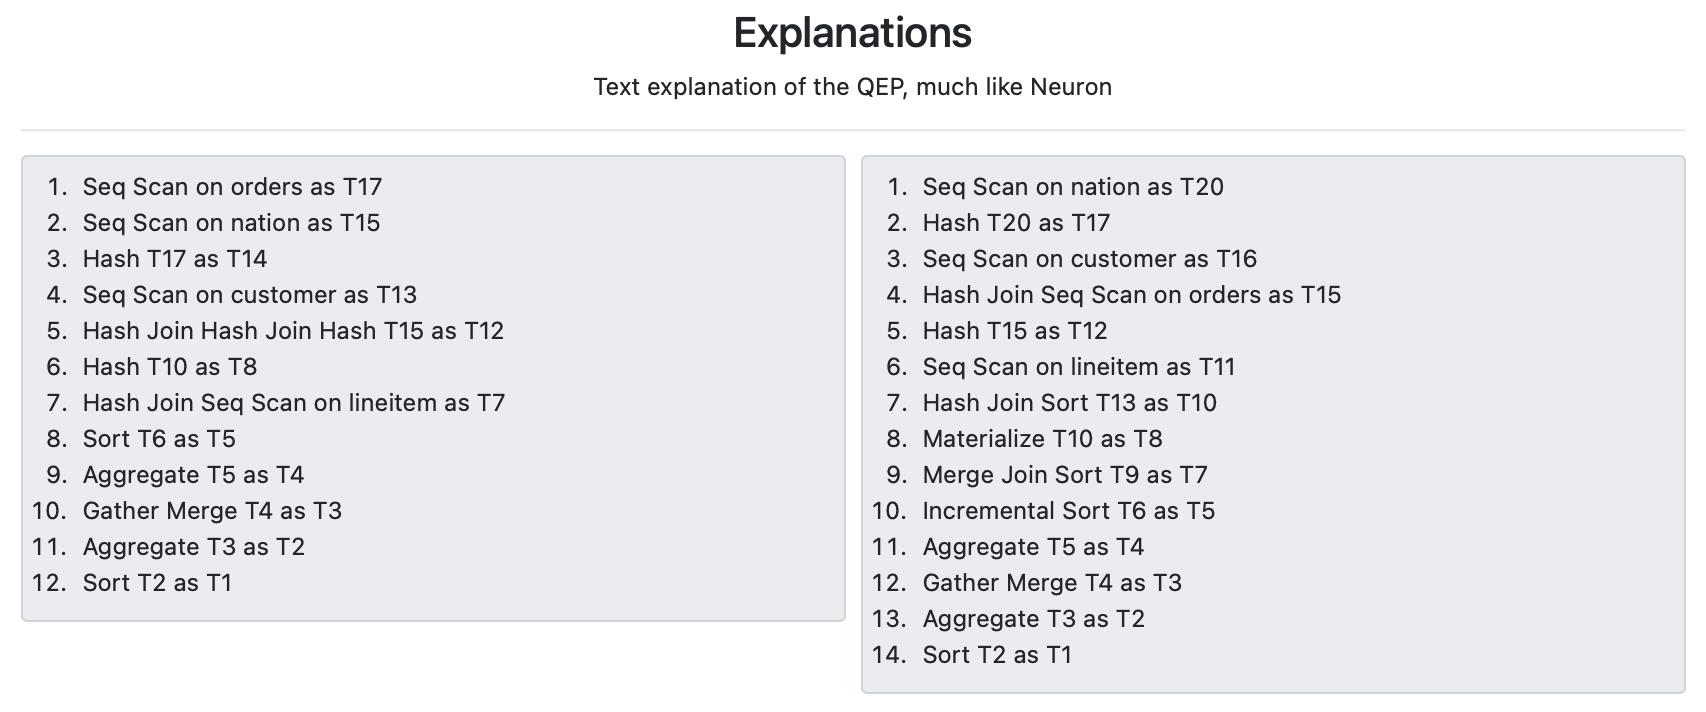 Explanations
Text explanation of the QEP, much like Neuron
1. Seq Scan on orders as T17
2. Seq Scan on nation as T15
3. Hash T17 as T14
4. Seq Scan on customer as T13
5. Hash Join Hash Join Hash T15 as T12
6. Hash T10 as T8
7. Hash Join Seq Scan on lineitem as T7
8. Sort T6 as T5
9. Aggregate T5 as T4
10. Gather Merge T4 as T3
11. Aggregate T3 as T2
12. Sort T2 as T1
1. Seq Scan on nation as T20
2. Hash T20 as T17
3. Seq Scan on customer as T16
4. Hash Join Seq Scan on orders as T15
5. Hash T15 as T12
6. Seq Scan on lineitem as T11
7. Hash Join Sort T13 as T10
8. Materialize T10 as T8
9. Merge Join Sort T9 as T7
10. Incremental Sort T6 as T5
11. Aggregate T5 as T4
12. Gather Merge T4 as T3
13. Aggregate T3 as T2
14. Sort T2 as T1